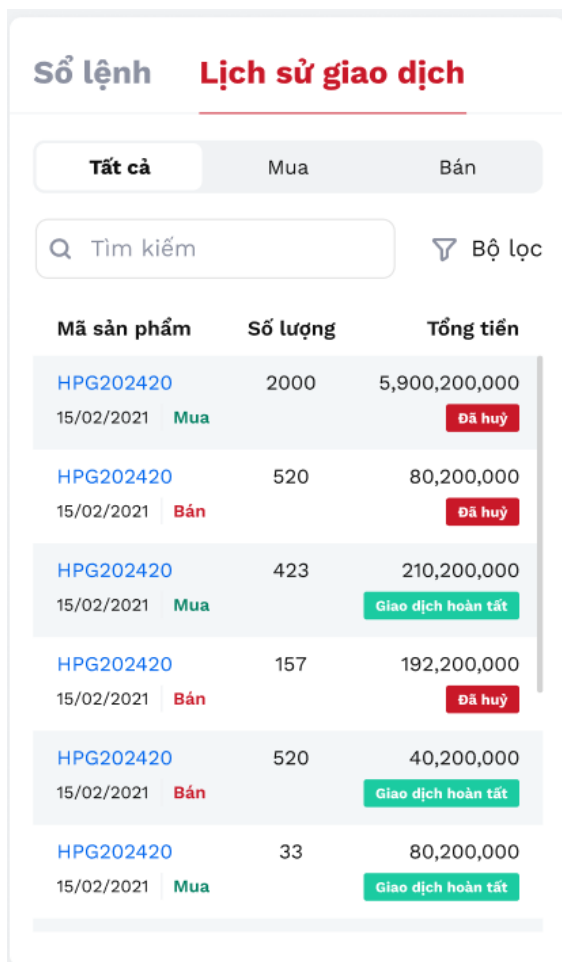 Sổ lệnh Lịch sử giao dịch
Tất cả Mua Bán
Tìm kiếm Bộ lọc
Mã sản phẩm Số lượng Tổng tiền
HPG202420 2000 5,900,200,000
15/02/2021 Mua Đã huỷ
HPG202420 520 80,200,000
15/02/2021 Bán Đã huỷ
HPG202420 423 210,200,000
15/02/2021 Mua Giao dịch hoàn tất
HPG202420 157 192,200,000
15/02/2021 Bán Đã huỷ
HPG202420 520 40,200,000
15/02/2021 Bán Giao dịch hoàn tất
HPG202420 33 80,200,000
15/02/2021 Mua Giao dịch hoàn tất